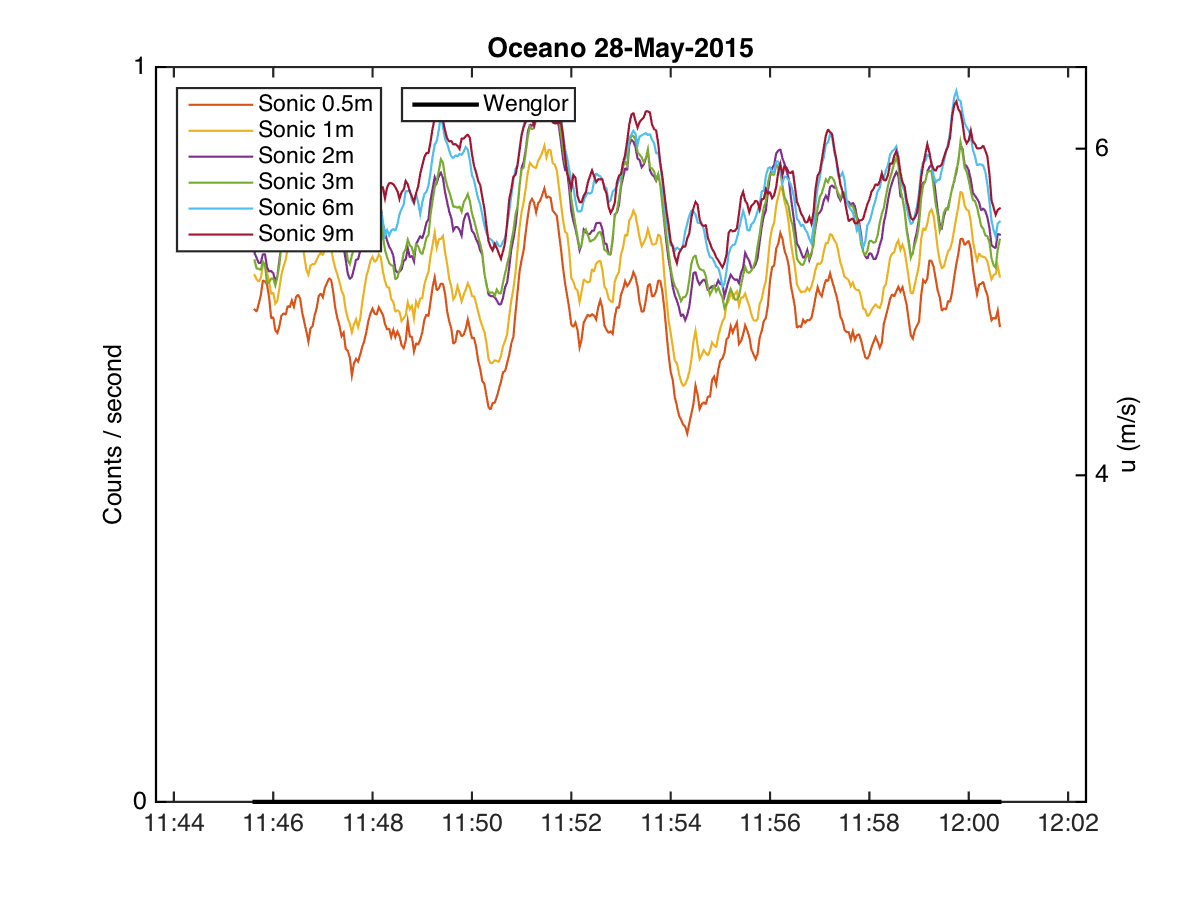 Oceano 28-May-2015
1
Sonic 0.5m
Sonic 1m
Sonic 2m
Sonic 3m
Sonic 6m
Sonic 9m
Wenglor
6
4
Counts / second
u (m/s)
0
11:44 11:46 11:48 11:50 11:52 11:54 11:56 11:58 12:00 12:02